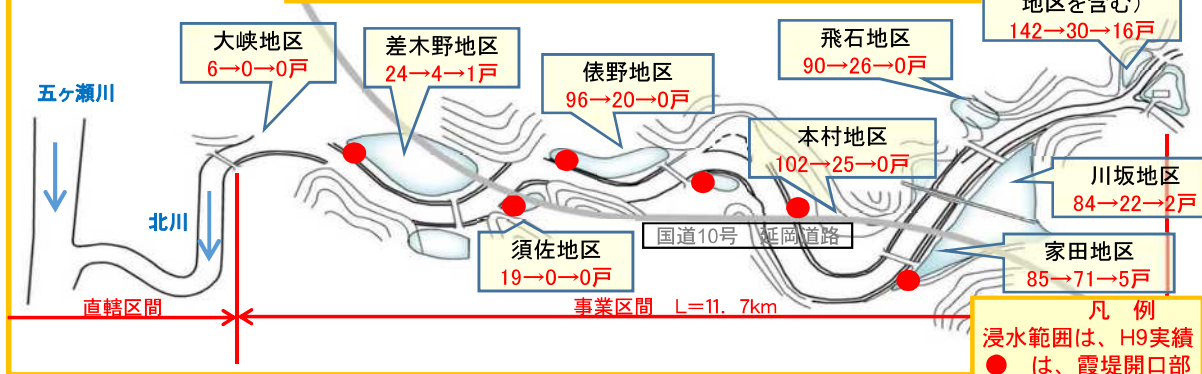 地区を含む）
142→30→16戸
大峡地区
6→0→0戸
差木野地区
24→4→1戸
俵野地区
96→20→0戸
飛石地区
90→26→0戸
五ヶ瀬川
本村地区
102→25→0戸
川坂地区
84→22→2戸
北川
国道10号　延岡道路
須佐地区
19→0→0戸
家田地区
85→71→5戸
直轄区間
事業区間　L=11．7km
凡　例
浸水範囲は、H9実績
は、霞堤開口部